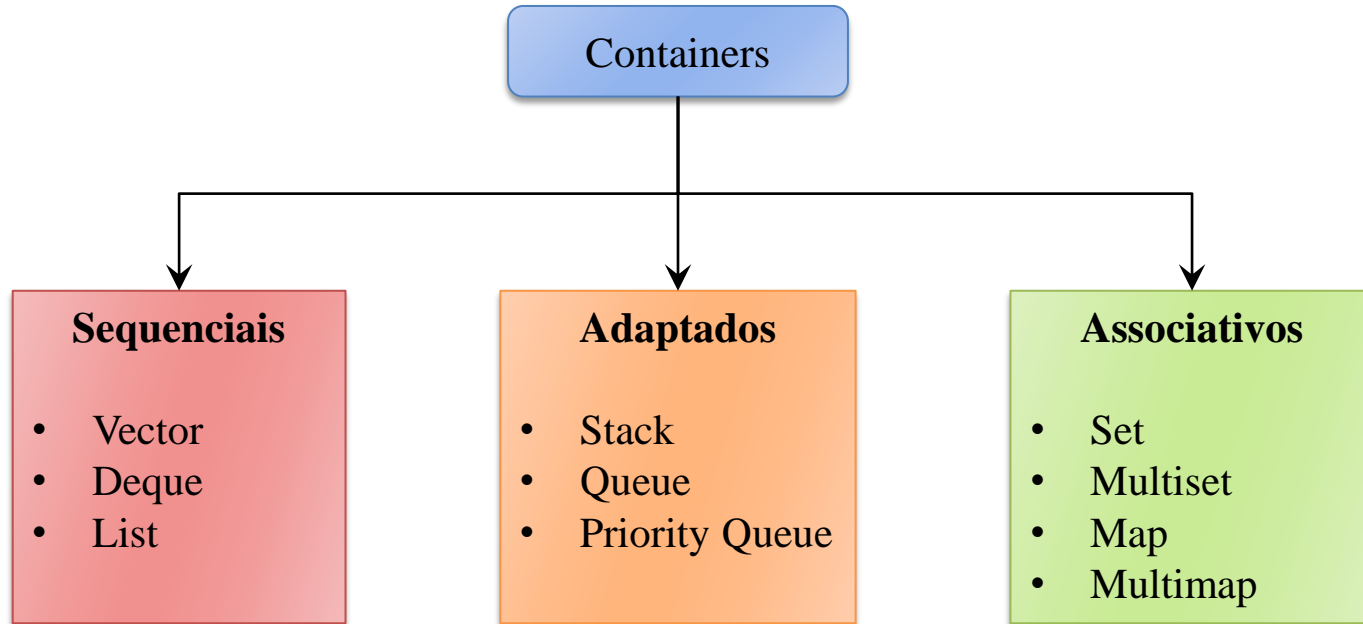 Containers
Sequenciais
• Vector
• Deque
• List
Adaptados
• Stack
• Queue
• Priority Queue
Associativos
• Set
• Multiset
• Map
• Multimap